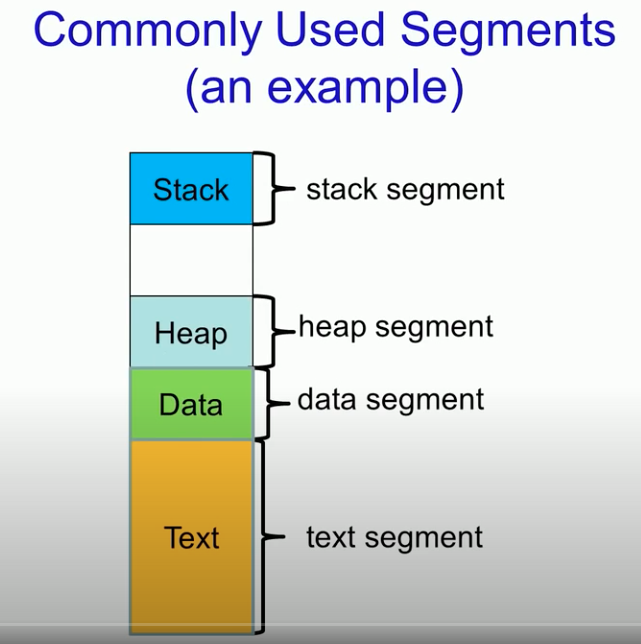 Commonly Used Segments
(an example)
Stack
stack segment
Heap
heap segment
Data
data segment
Text
text segment